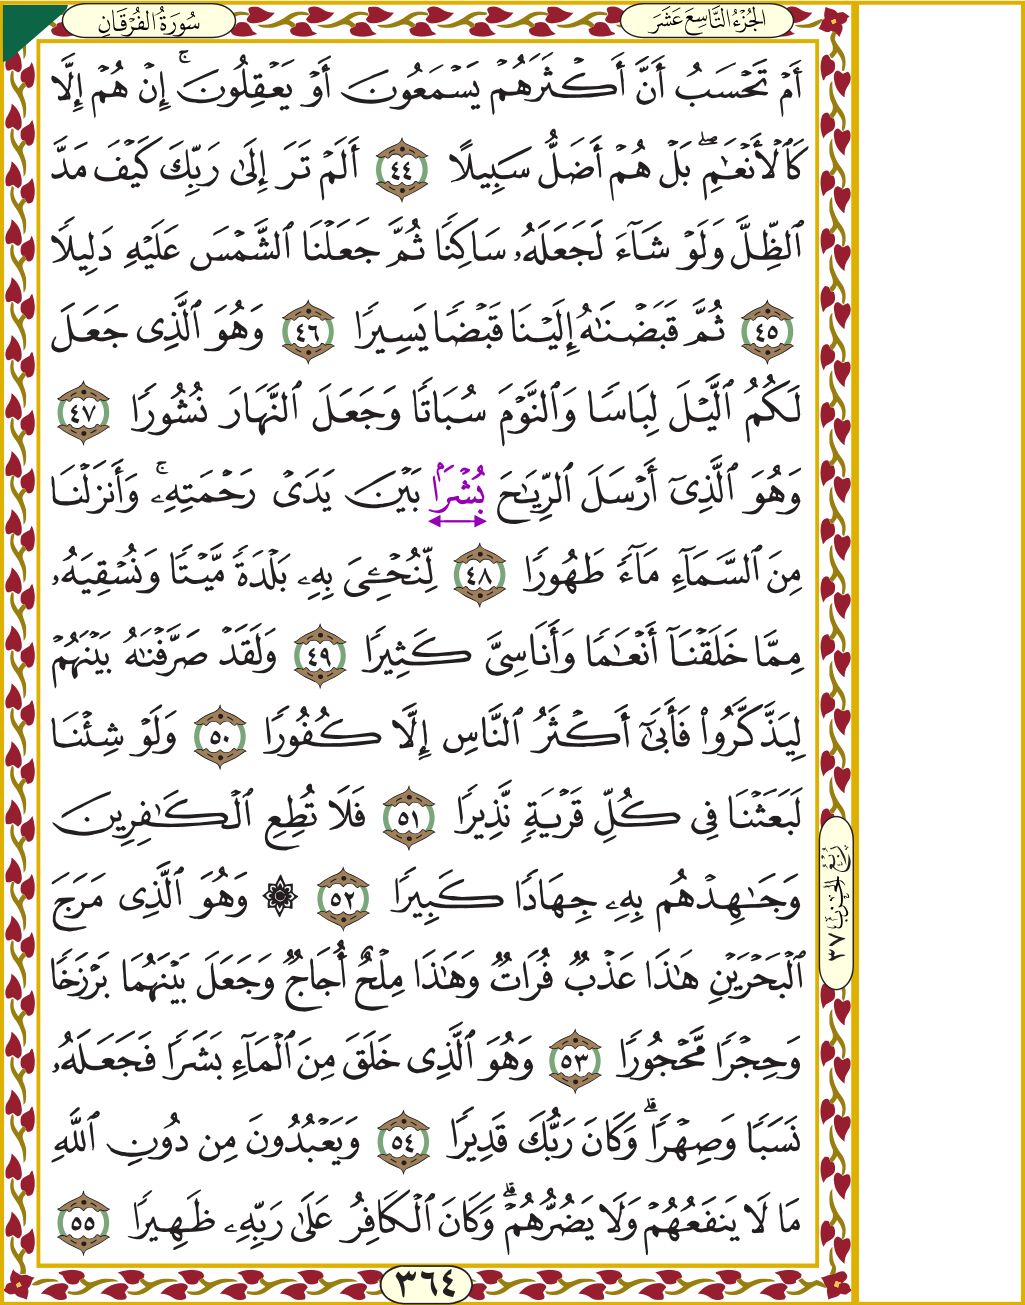 سُورَةُ الفُرْقَانِ
الجُزْءُ التَّاسِعَ عَشَرَ
أَمۡ تَحۡسَبُ أَنَّ أَكۡثَرَهُمۡ يَسۡمَعُونَ أَوۡ يَعۡقِلُونَۚ إِنۡ هُمۡ إِلَّا
كَٱلۡأَنۡعَٰمِۖ بَلۡ هُمۡ أَضَلُّ سَبِيلًا ٤٤ أَلَمۡ تَرَ إِلَىٰ رَبِّكَ كَيۡفَ مَدَّ
ٱلظِّلَّ وَلَوۡ شَآءَ لَجَعَلَهُۥ سَاكِنٗا ثُمَّ جَعَلۡنَا ٱلشَّمۡسَ عَلَيۡهِ دَلِيلٗا
٤٥ ثُمَّ قَبَضۡنَٰهُ إِلَيۡنَا قَبۡضٗا يَسِيرٗا ٤٦ وَهُوَ ٱلَّذِي جَعَلَ
لَكُمُ ٱلَّيۡلَ لِبَاسٗا وَٱلنَّوۡمَ سُبَاتٗا وَجَعَلَ ٱلنَّهَارَ نُشُورٗا ٤٧
وَهُوَ ٱلَّذِيٓ أَرۡسَلَ ٱلرِّيَٰحَ بُشۡرَۢا بَيۡنَ يَدَيۡ رَحۡمَتِهِۦۚ وَأَنزَلۡنَا
مِنَ ٱلسَّمَآءِ مَآءٗ طَهُورٗا ٤٨ لِّنُحۡـِۧيَ بِهِۦ بَلۡدَةٗ مَّيۡتٗا وَنُسۡقِيَهُۥ
مِمَّا خَلَقۡنَآ أَنۡعَٰمٗا وَأَنَاسِيَّ كَثِيرٗا ٤٩ وَلَقَدۡ صَرَّفۡنَٰهُ بَيۡنَهُمۡ
لِيَذَّكَّرُواْ فَأَبَىٰٓ أَكۡثَرُ ٱلنَّاسِ إِلَّا كُفُورٗا ٥٠ وَلَوۡ شِئۡنَا
لَبَعَثۡنَا فِي كُلِّ قَرۡيَةٖ نَّذِيرٗا ٥١ فَلَا تُطِعِ ٱلۡكَٰفِرِينَ
وَجَٰهِدۡهُم بِهِۦ جِهَادٗا كَبِيرٗا ٥٢ ۞ وَهُوَ ٱلَّذِي مَرَجَ
ٱلۡبَحۡرَيۡنِ هَٰذَا عَذۡبٞ فُرَاتٞ وَهَٰذَا مِلۡحٌ أُجَاجٞ وَجَعَلَ بَيۡنَهُمَا بَرۡزَخٗا
وَحِجۡرٗا مَّحۡجُورٗا ٥٣ وَهُوَ ٱلَّذِي خَلَقَ مِنَ ٱلۡمَآءِ بَشَرٗا فَجَعَلَهُۥ
نَسَبٗا وَصِهۡرٗاۗ وَكَانَ رَبُّكَ قَدِيرٗا ٥٤ وَيَعۡبُدُونَ مِن دُونِ ٱللَّهِ
مَا لَا يَنفَعُهُمۡ وَلَا يَضُرُّهُمۡۗ وَكَانَ ٱلۡكَافِرُ عَلَىٰ رَبِّهِۦ ظَهِيرٗا ٥٥
رُبْعُ الحِزْبِ ٣٧
٣٦٤